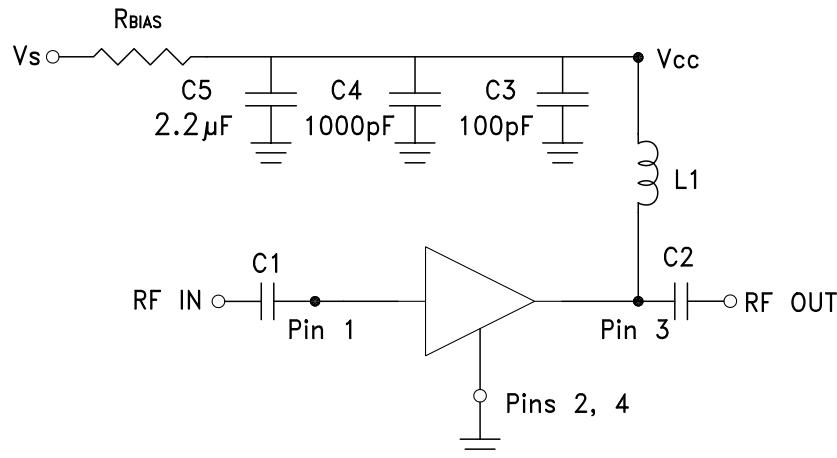 RBIAS
Vs
Vcc
C5
2.2µF
C4
1000pF
C3
100pF
L1
C1
C2
RF IN
RF OUT
Pin 1
Pin 3
Pins 2, 4